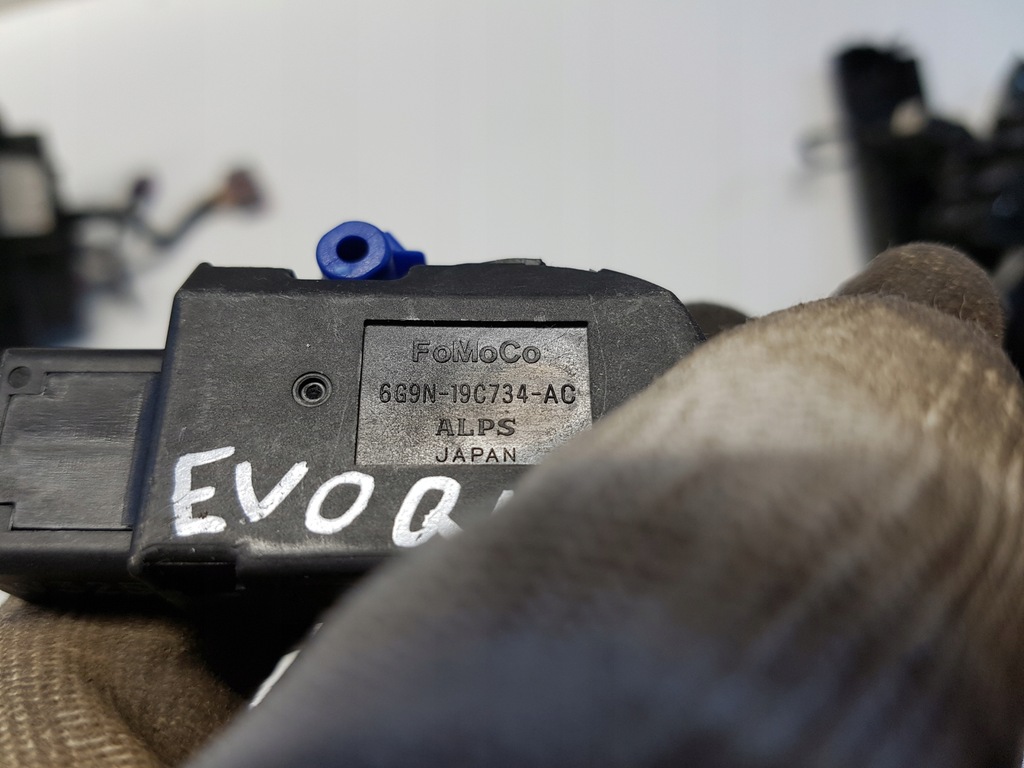 FoMoCo
6G9N-19C734-AC
ALPS
JAPAN
EVOQ